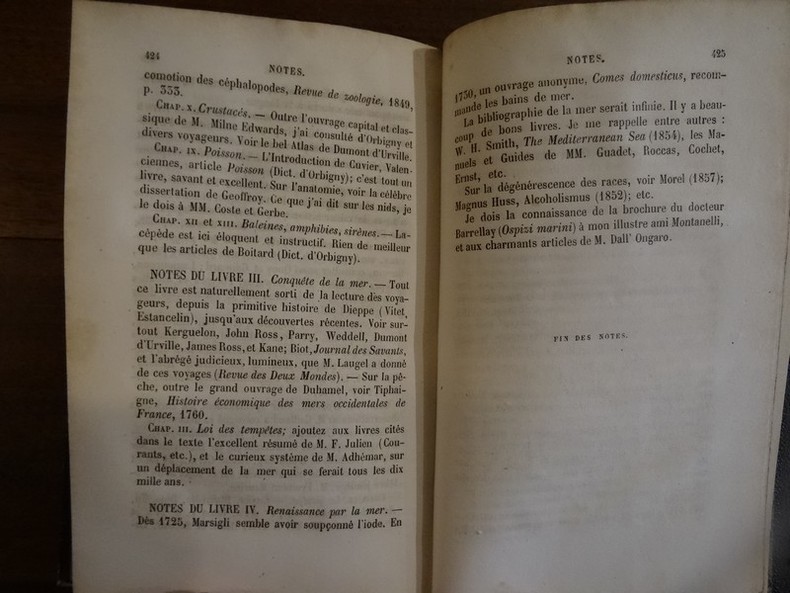 424
NOTES.
comotion des céphalopodes, Revue de zoologie, 1849,
p. 333.
CHAP. X. Crustacés. — Outre l'ouvrage capital et clas-
sique de M. Milne Edwards, j'ai consulté d'Orbigny et
divers voyageurs. Voir le bel Atlas de Dumont d'Urville.
CHAP. IX. Poisson. — L'Introduction de Cuvier, Valen-
ciennes, article Poisson (Dict. d'Orbigny); c'est tout un
livre, savant et excellent. Sur l'anatomie, voir la célèbre
dissertation de Geoffroy. Ce que j'ai dit sur les nids, je
le dois à MM. Coste et Gerbe.
CHAP. XII et XIII. Baleines, amphibies, sirènes. — La-
cépède est ici éloquent et instructif. Rien de meilleur
que les articles de Boitard (Dict. d'Orbigny).
NOTES DU LIVRE III. Conquête de la mer. — Tout
ce livre est naturellement sorti de la lecture des voya-
geurs, depuis la primitive histoire de Dieppe (Vitet,
Estancelin), jusqu'aux découvertes récentes. Voir sur-
tout Kerguelon, John Ross, Parry, Weddell, Dumont
d'Urville, James Ross, et Kane; Biot, Journal des Savants,
et l'abrégé judicieux, lumineux, que M. Laugel a donné
de ces voyages (Revue des Deux Mondes). — Sur la pê-
che, outre le grand ouvrage de Duhamel, voir Tiphai-
gne, Histoire économique des mers occidentales de
France, 1760.
CHAP. III. Loi des tempêtes; ajoutez aux livres cités
dans le texte l'excellent résumé de M. F. Julien (Cou-
rants, etc.), et le curieux système de M. Adhémar, sur
un déplacement de la mer qui se ferait tous les dix
mille ans.
NOTES DU LIVRE IV. Renaissance par la mer. —
Dès 1725, Marsigli semble avoir soupçonné l'iode. En
NOTES.
425
1730, un ouvrage anonyme, Comes domesticus, recom-
mande les bains de mer.
La bibliographie de la mer serait infinie. Il y a beau-
coup de bons livres. Je me rappelle entre autres :
W. H. Smith, The Mediterranean Sea (1854), les Ma-
nuels et Guides de MM. Guadet, Roccas, Cochet,
Ernst, etc.
Sur la dégénérescence des races, voir Morel (1857);
Magnus Huss, Alcoholismus (1852); etc.
Je dois la connaissance de la brochure du docteur
Barrellay (Ospizi marini) à mon illustre ami Montanelli,
et aux charmants articles de M. Dall' Ongaro.
FIN DES NOTES.